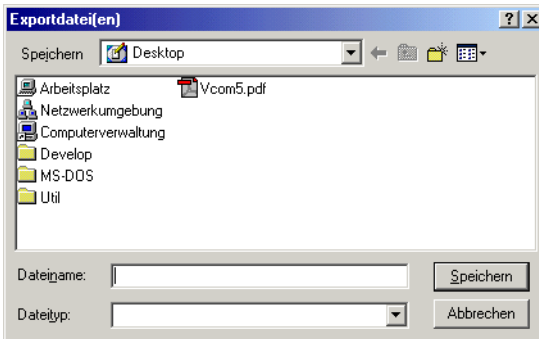 Exportdatei(en)
Speichern Desktop
Arbeitsplatz Vcom5.pdf
Netzwerkumgebung
Computerverwaltung
Develop
MS-DOS
Util
Dateiname: Speichern
Dateityp: Abbrechen